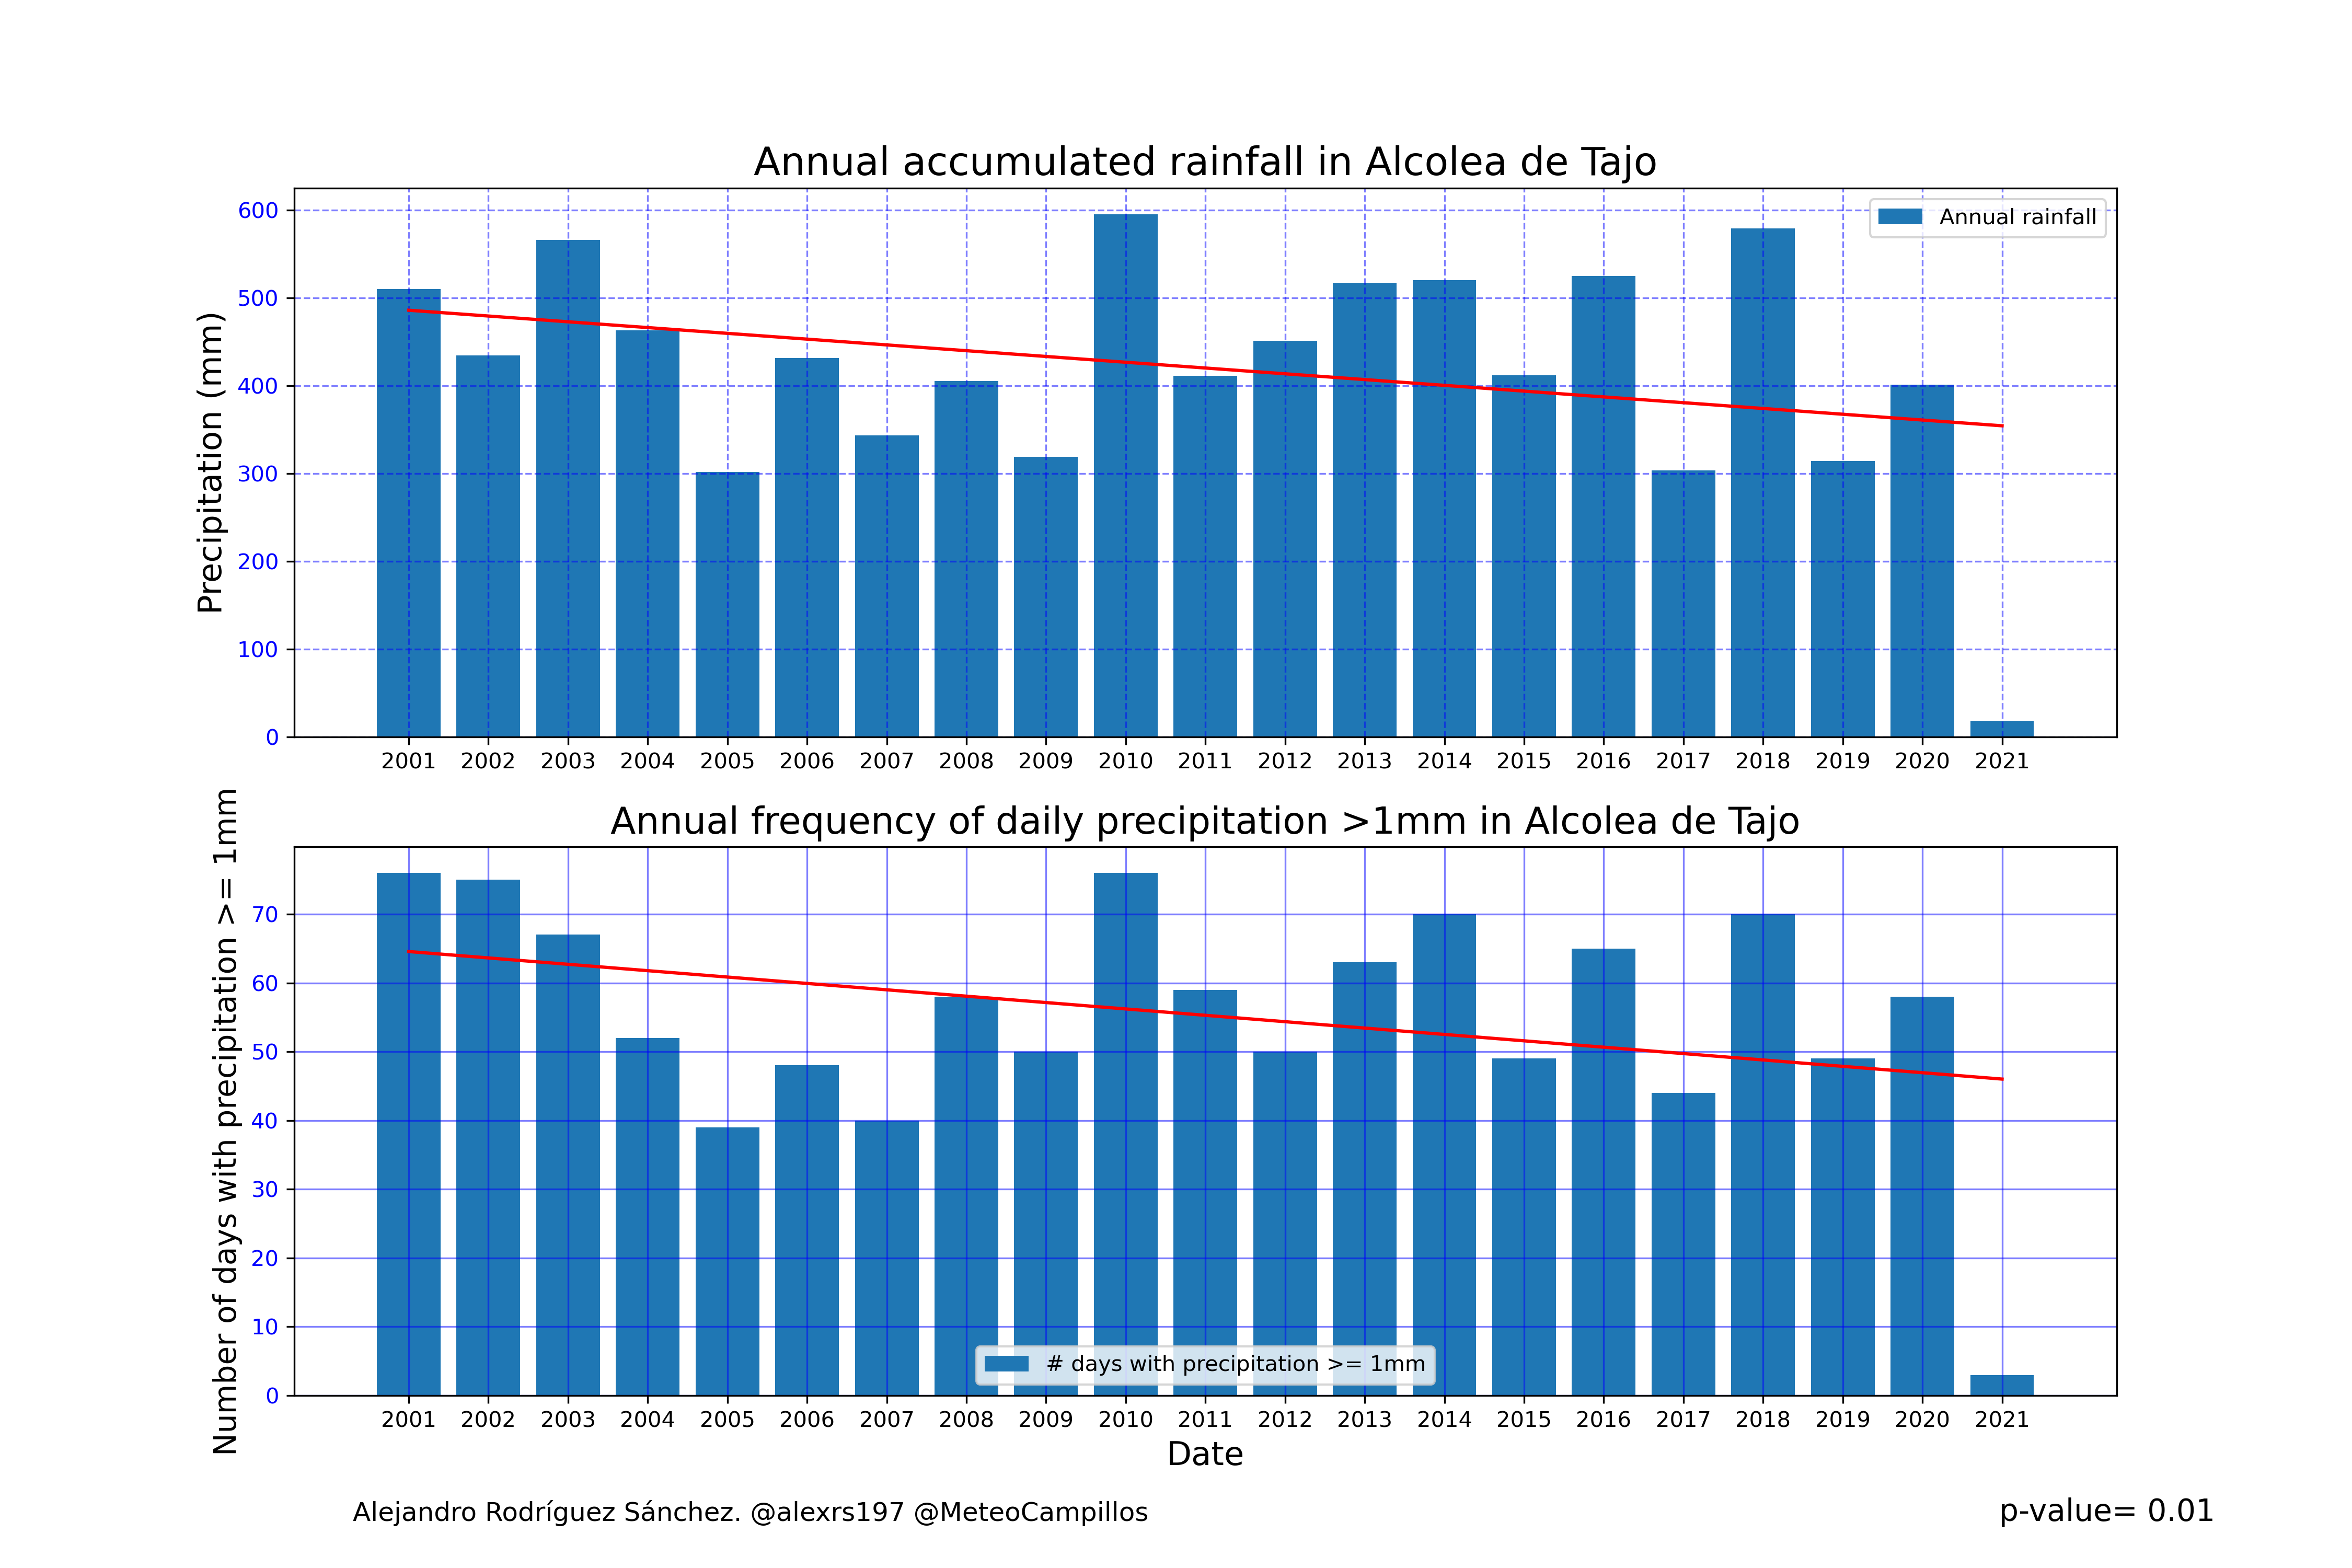 Annual accumulated rainfall in Alcolea de Tajo
Precipitation (mm)
600
500
400
300
200
100
0
Annual rainfall
2001 2002 2003 2004 2005 2006 2007 2008 2009 2010 2011 2012 2013 2014 2015 2016 2017 2018 2019 2020 2021
Annual frequency of daily precipitation >1mm in Alcolea de Tajo
Number of days with precipitation >= 1mm
70
60
50
40
30
20
10
0
# days with precipitation >= 1mm
2001 2002 2003 2004 2005 2006 2007 2008 2009 2010 2011 2012 2013 2014 2015 2016 2017 2018 2019 2020 2021
Date
Alejandro Rodríguez Sánchez. @alexrs197 @MeteoCampillos
p-value= 0.01